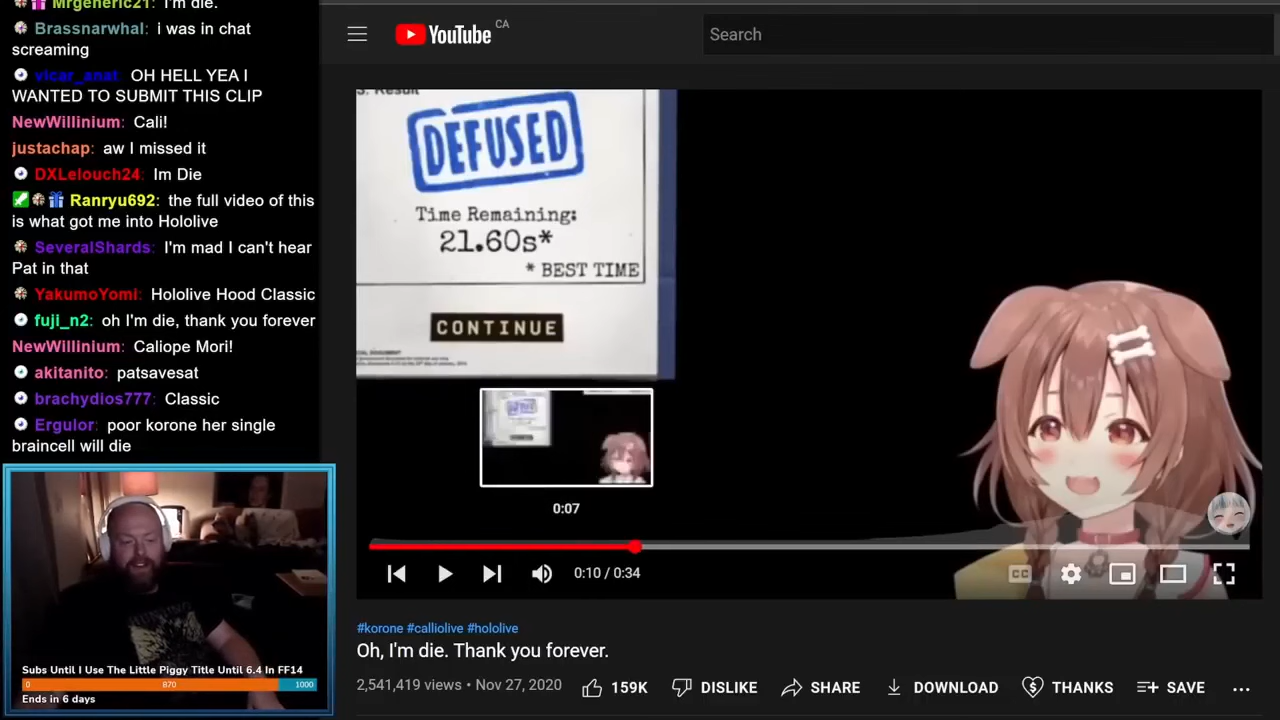 Mrgeneric21: I'm die.
Brassnarwhal: i was in chat
screaming
vicar_anat: OH HELL YEA I
WANTED TO SUBMIT THIS CLIP
NewWillinium: Cali!
justachap: aw I missed it
DXLelouch24: Im Die
Ranryu692: the full video of this
is what got me into Hololive
SeveralShards: I'm mad I can't hear
Pat in that
YakumoYomi: Hololive Hood Classic
fuji_n2: oh I'm die, thank you forever
NewWillinium: Caliope Mori!
akitanito: patsavesat
brachydios777: Classic
Ergulor: poor korone her single
braincell will die
Subs Until I Use The Little Piggy Title Until 6.4 In FF14
0 870 1000
Ends in 6 days
YouTube CA
Search
Result
DEFUSED
Time Remaining:
21.60s*
* BEST TIME
CONTINUE
DEFUSED
0:07
0:10 / 0:34
CC
#korone #calliolive #hololive
Oh, I'm die. Thank you forever.
2,541,419 views • Nov 27, 2020
159K
DISLIKE
SHARE
DOWNLOAD
THANKS
SAVE